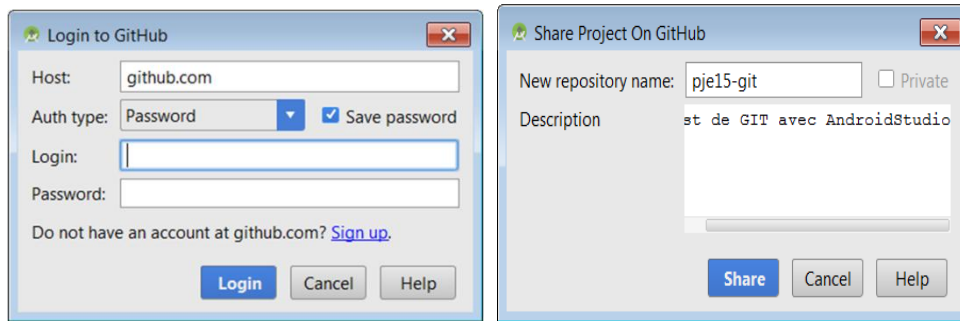 Login to GitHub
Host: github.com
Auth type: Password Save password
Login:
Password:
Do not have an account at github.com? Sign up.
Login Cancel Help
Share Project On GitHub
New repository name: pje15-git Private
Description st de GIT avec AndroidStudio
Share Cancel Help